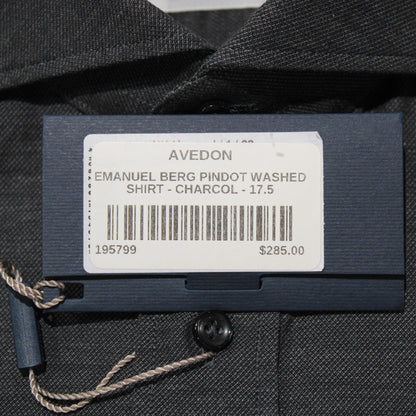 AVEDON
EMANUEL BERG PINDOT WASHED
SHIRT - CHARCOL - 17.5
195799
$285.00